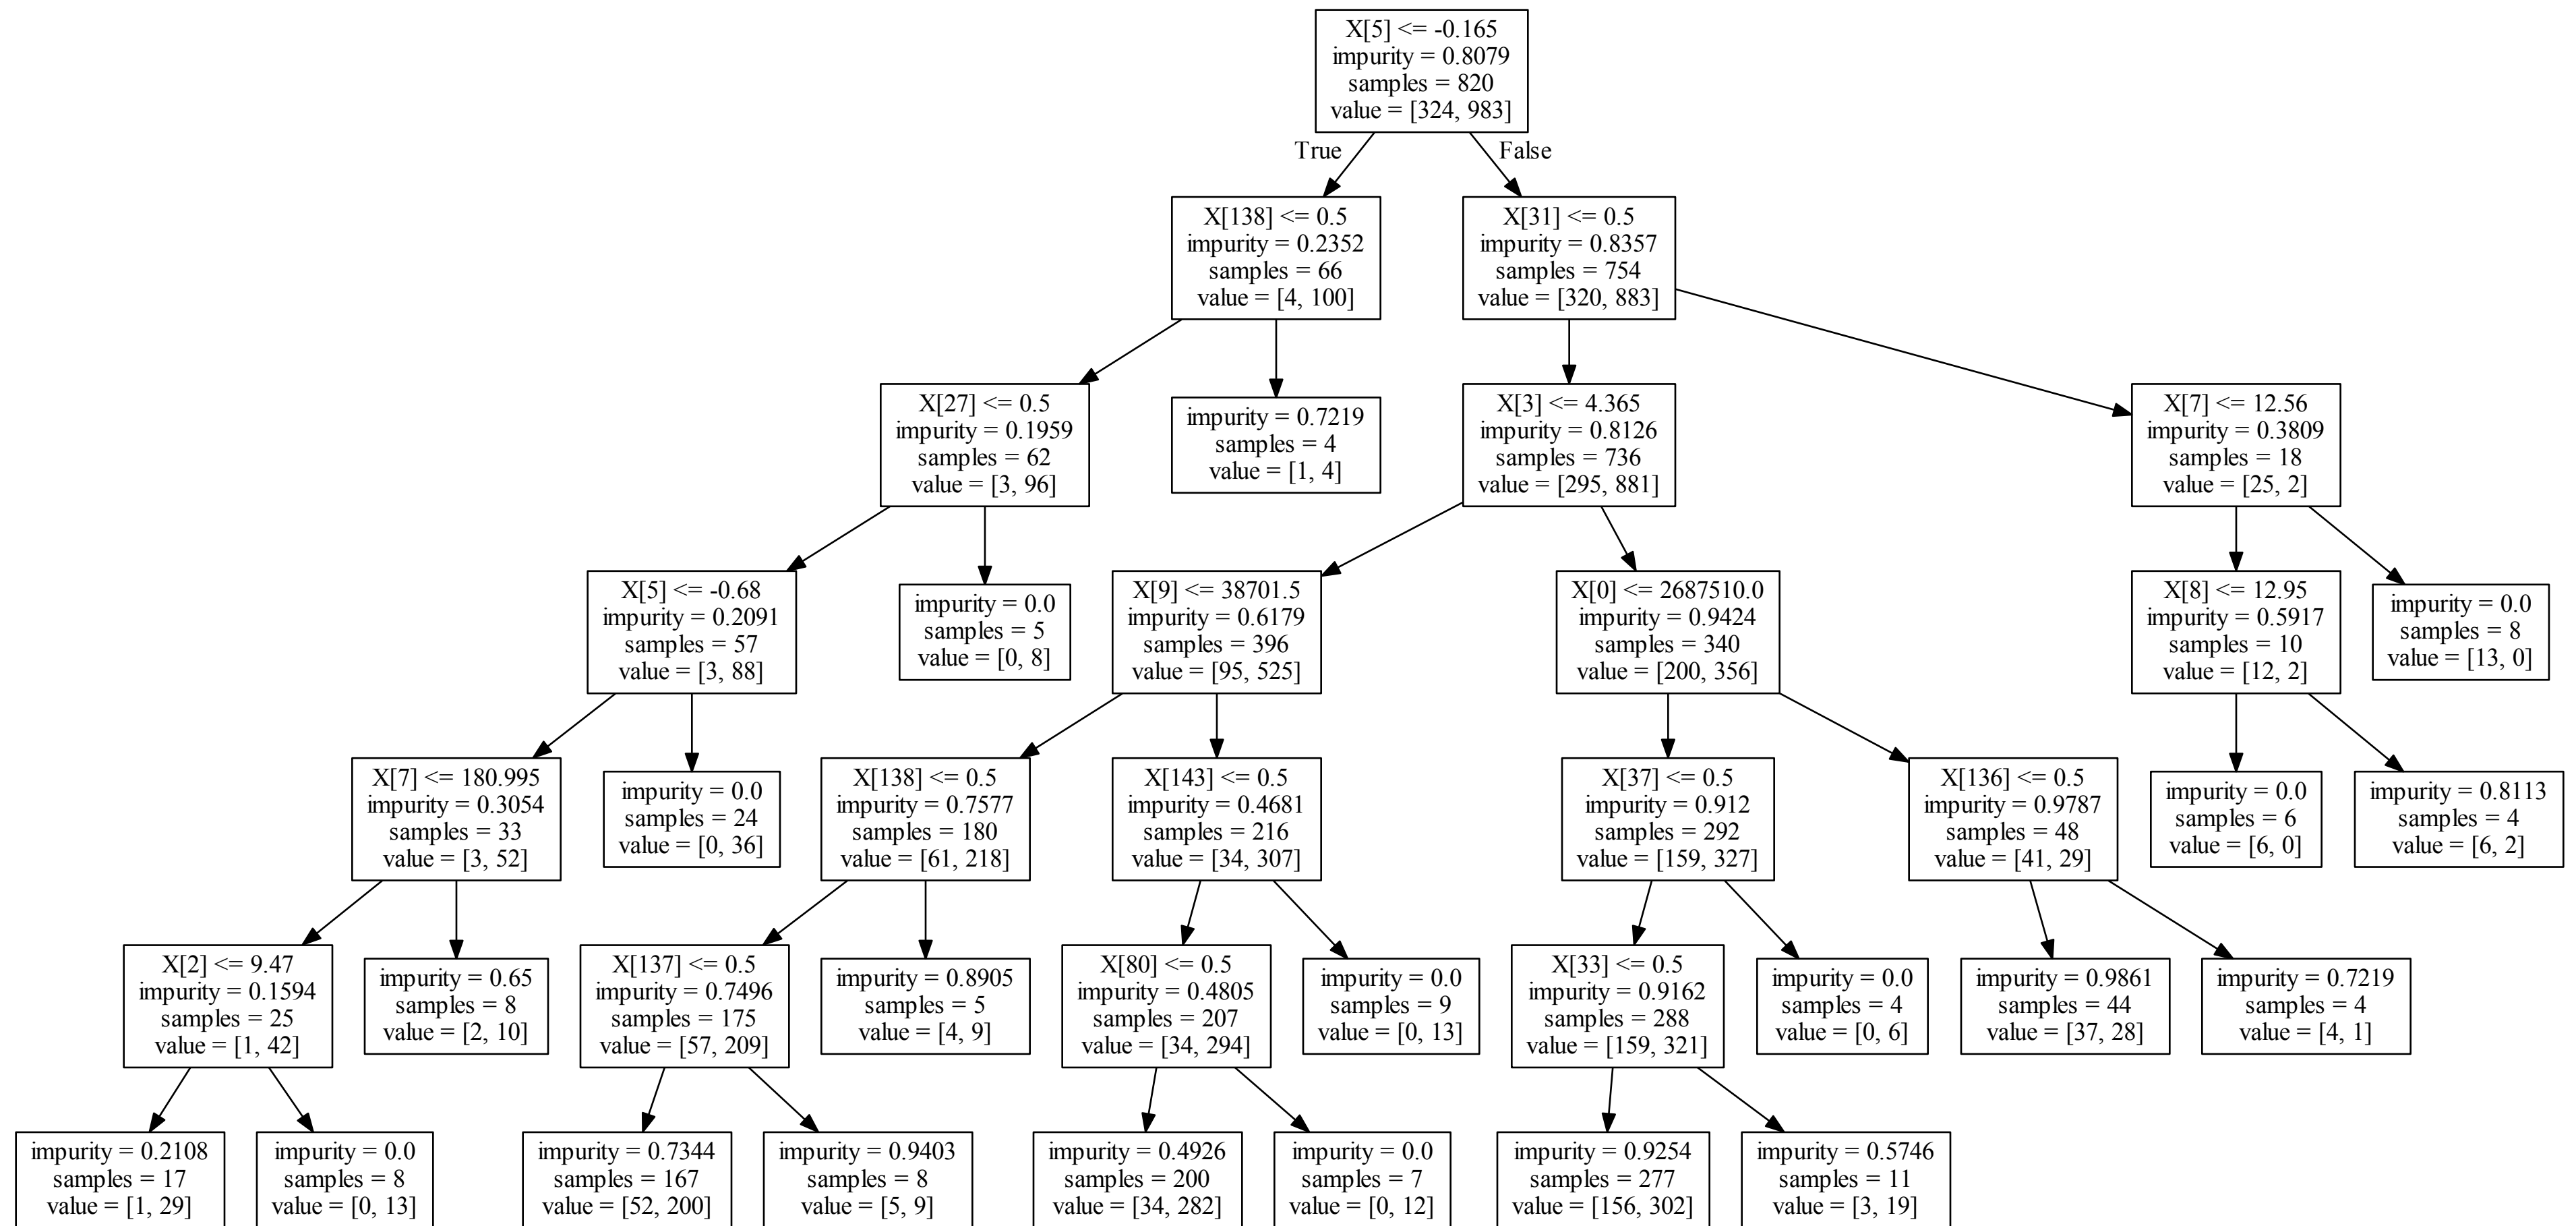 X[5] <= -0.165
impurity = 0.8079
samples = 820
value = [324, 983]
True
False
X[138] <= 0.5
impurity = 0.2352
samples = 66
value = [4, 100]
X[31] <= 0.5
impurity = 0.8357
samples = 754
value = [320, 883]
X[27] <= 0.5
impurity = 0.1959
samples = 62
value = [3, 96]
impurity = 0.7219
samples = 4
value = [1, 4]
X[3] <= 4.365
impurity = 0.8126
samples = 736
value = [295, 881]
X[7] <= 12.56
impurity = 0.3809
samples = 18
value = [25, 2]
X[5] <= -0.68
impurity = 0.2091
samples = 57
value = [3, 88]
impurity = 0.0
samples = 5
value = [0, 8]
X[9] <= 38701.5
impurity = 0.6179
samples = 396
value = [95, 525]
X[0] <= 2687510.0
impurity = 0.9424
samples = 340
value = [200, 356]
X[8] <= 12.95
impurity = 0.5917
samples = 10
value = [12, 2]
impurity = 0.0
samples = 8
value = [13, 0]
X[7] <= 180.995
impurity = 0.3054
samples = 33
value = [3, 52]
impurity = 0.0
samples = 24
value = [0, 36]
X[138] <= 0.5
impurity = 0.7577
samples = 180
value = [61, 218]
X[143] <= 0.5
impurity = 0.4681
samples = 216
value = [34, 307]
X[37] <= 0.5
impurity = 0.912
samples = 292
value = [159, 327]
X[136] <= 0.5
impurity = 0.9787
samples = 48
value = [41, 29]
impurity = 0.0
samples = 6
value = [6, 0]
impurity = 0.8113
samples = 4
value = [6, 2]
X[2] <= 9.47
impurity = 0.1594
samples = 25
value = [1, 42]
impurity = 0.65
samples = 8
value = [2, 10]
X[137] <= 0.5
impurity = 0.7496
samples = 175
value = [57, 209]
impurity = 0.8905
samples = 5
value = [4, 9]
X[80] <= 0.5
impurity = 0.4805
samples = 207
value = [34, 294]
impurity = 0.0
samples = 9
value = [0, 13]
X[33] <= 0.5
impurity = 0.9162
samples = 288
value = [159, 321]
impurity = 0.0
samples = 4
value = [0, 6]
impurity = 0.9861
samples = 44
value = [37, 28]
impurity = 0.7219
samples = 4
value = [4, 1]
impurity = 0.2108
samples = 17
value = [1, 29]
impurity = 0.0
samples = 8
value = [0, 13]
impurity = 0.7344
samples = 167
value = [52, 200]
impurity = 0.9403
samples = 8
value = [5, 9]
impurity = 0.4926
samples = 200
value = [34, 282]
impurity = 0.0
samples = 7
value = [0, 12]
impurity = 0.9254
samples = 277
value = [156, 302]
impurity = 0.5746
samples = 11
value = [3, 19]